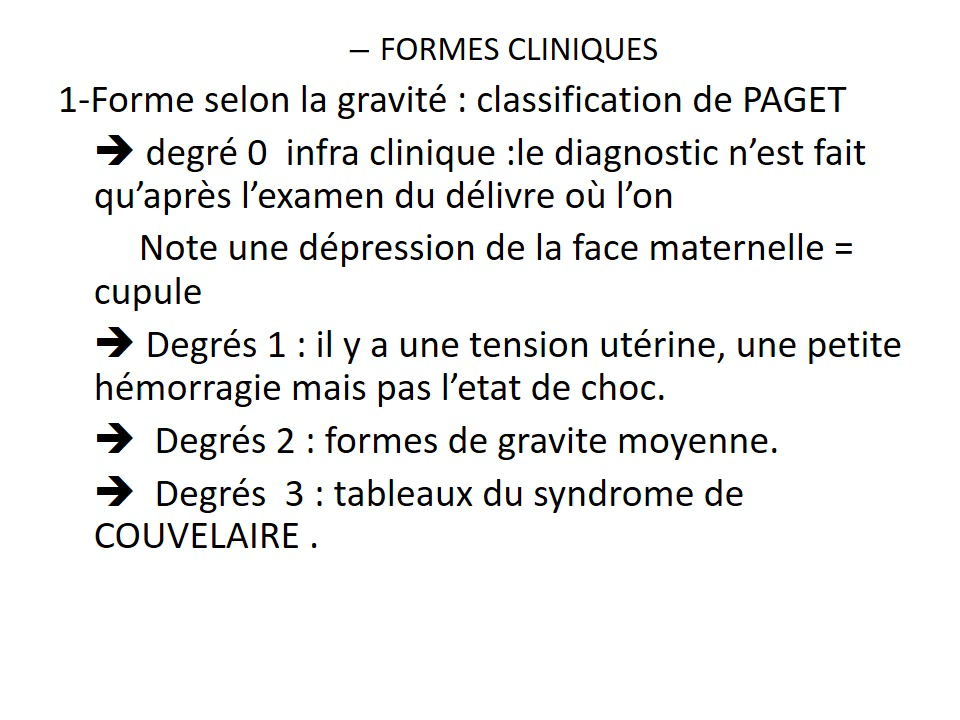 – FORMES CLINIQUES
1-Forme selon la gravité : classification de PAGET
➔ degré 0  infra clinique :le diagnostic n’est fait
qu’après l’examen du délivre où l’on
Note une dépression de la face maternelle =
cupule
➔ Degrés 1 : il y a une tension utérine, une petite
hémorragie mais pas l’etat de choc.
➔  Degrés 2 : formes de gravite moyenne.
➔  Degrés  3 : tableaux du syndrome de
COUVELAIRE .